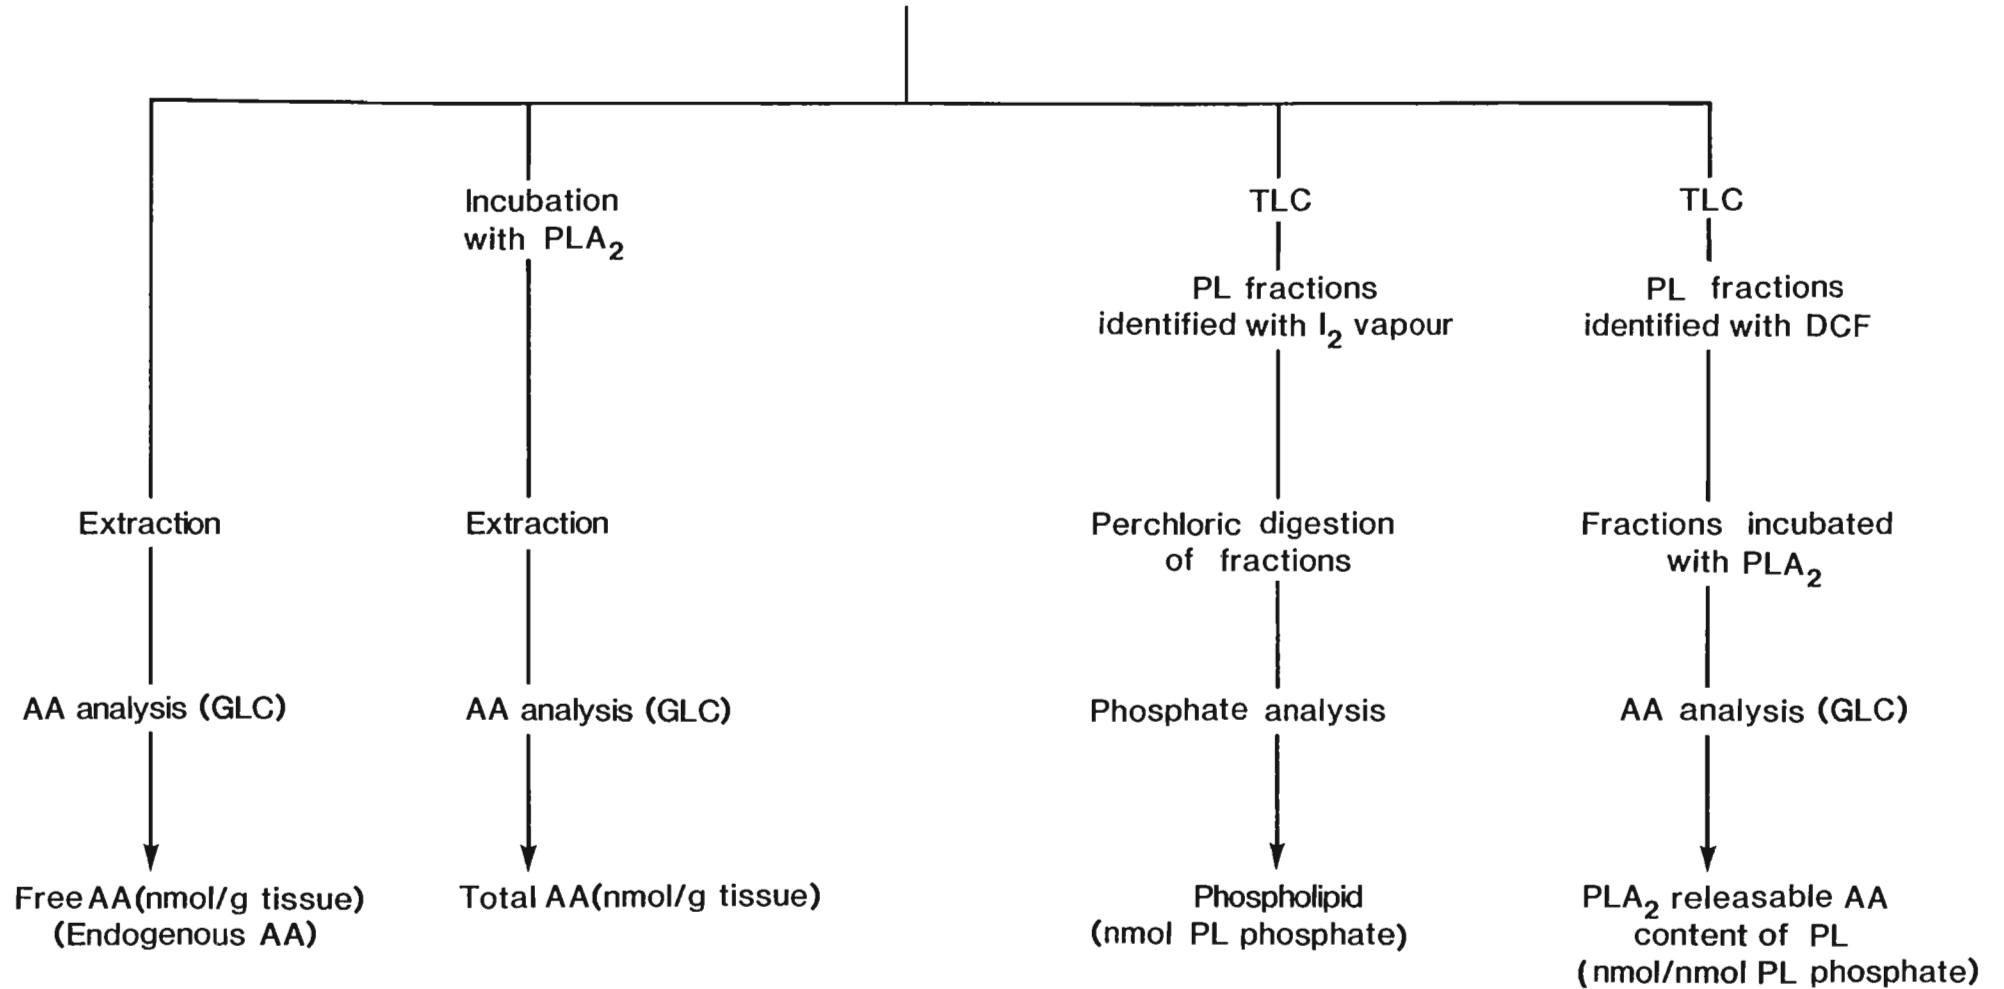 Incubation
with PLA₂
Extraction
AA analysis (GLC)
Free AA(nmol/g tissue)
(Endogenous AA)
Extraction
AA analysis (GLC)
Total AA(nmol/g tissue)
TLC
PL fractions
identified with I₂ vapour
Perchloric digestion
of fractions
Phosphate analysis
Phospholipid
(nmol PL phosphate)
TLC
PL fractions
identified with DCF
Fractions incubated
with PLA₂
AA analysis (GLC)
PLA₂ releasable AA
content of PL
(nmol/nmol PL phosphate)